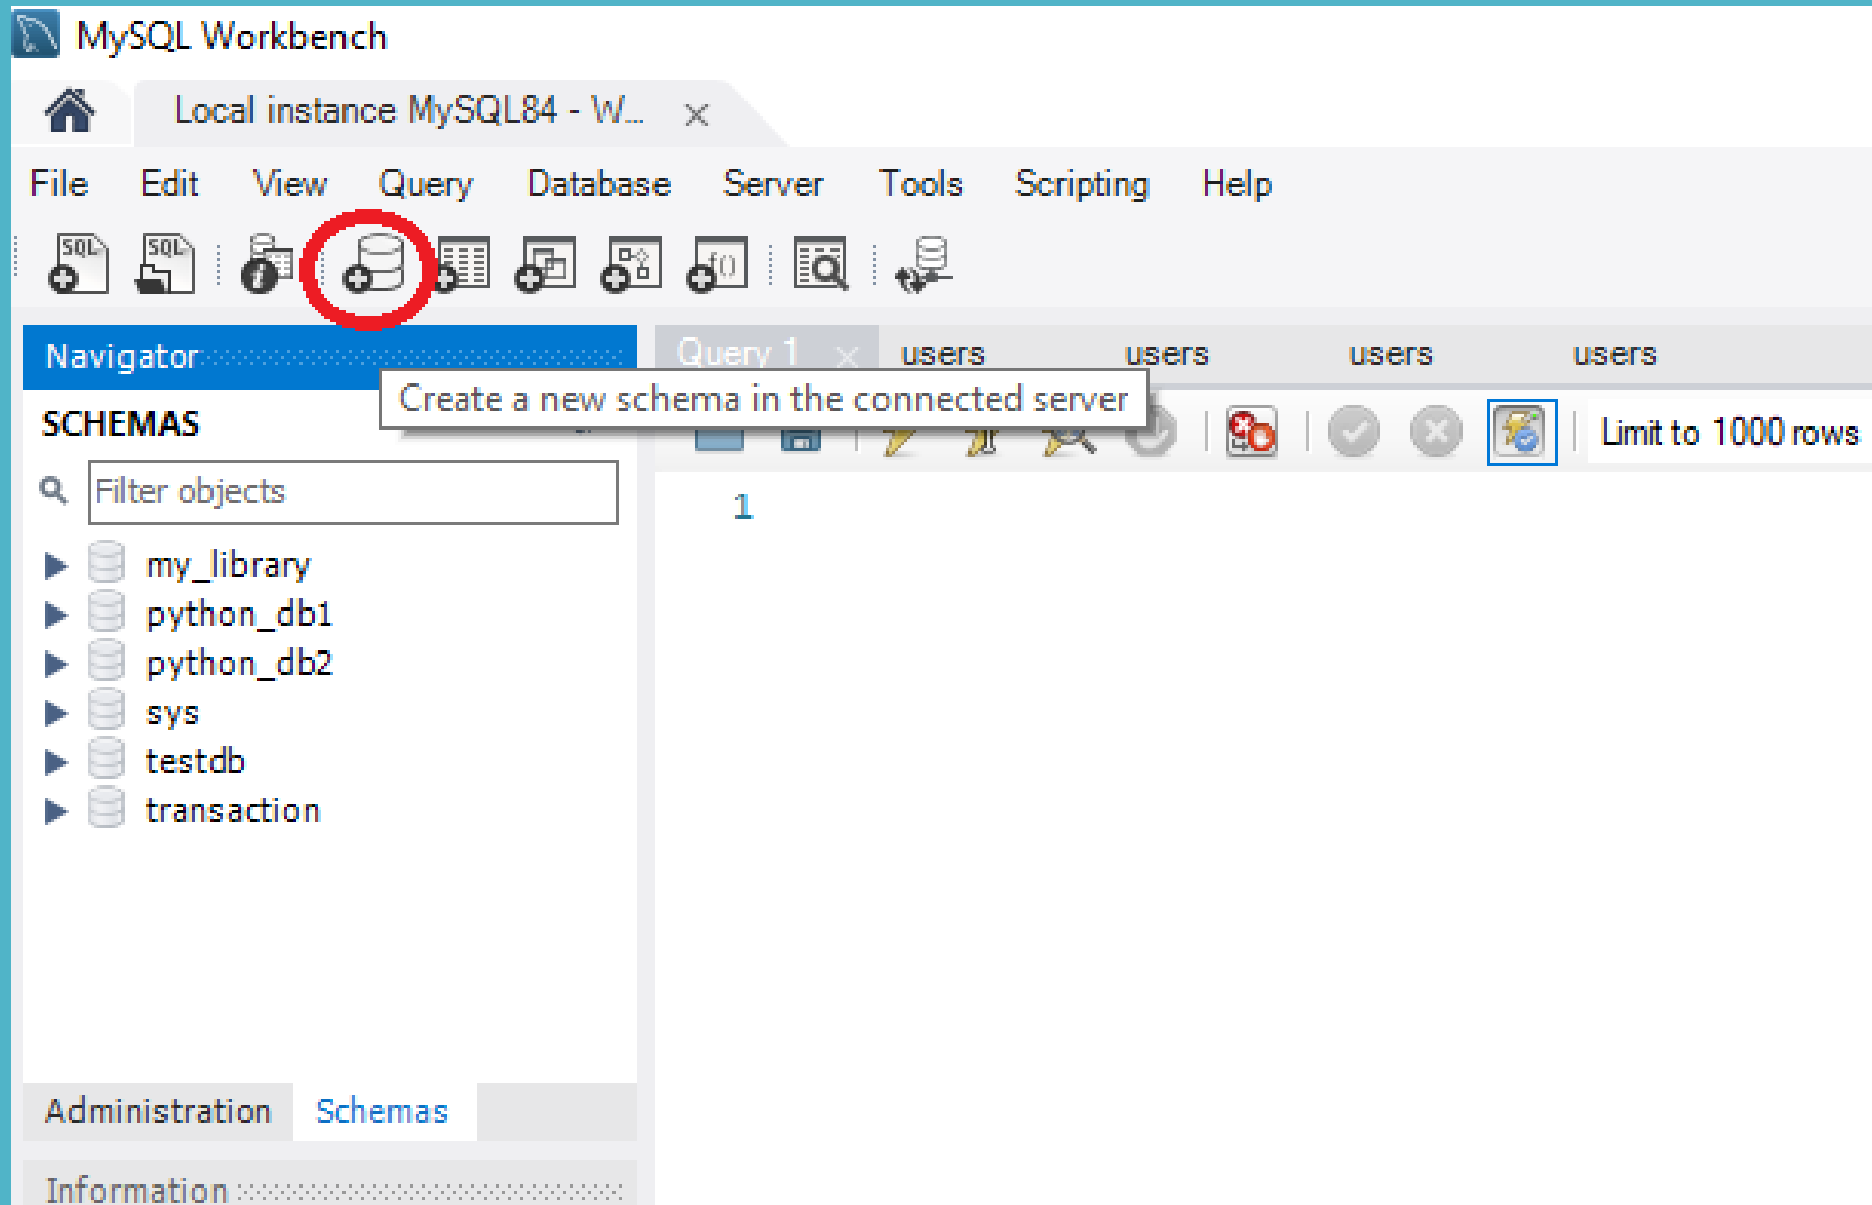 MySQL Workbench
Local instance MySQL84 - W...
File Edit View Query Database Server Tools Scripting Help
SQL SQL f()
Navigator
Query 1 users users users users
Create a new schema in the connected server
SCHEMAS
Limit to 1000 rows
Filter objects
1
my_library
python_db1
python_db2
sys
testdb
transaction
Administration Schemas
Information